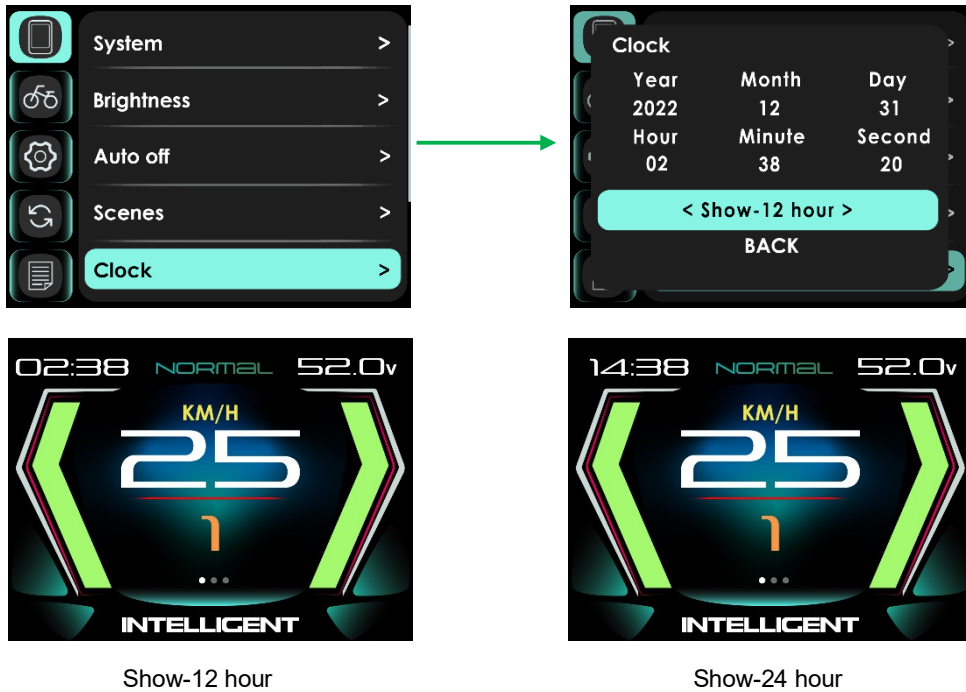 System >
Brightness >
Auto off >
Scenes >
Clock >
Clock
Year Month Day
2022 12 31
Hour Minute Second
02 38 20
< Show-12 hour >
BACK
02:38 NORMAL 52.0v
KM/H
25
1
INTELLIGENT
Show-12 hour
14:38 NORMAL 52.0v
KM/H
25
1
INTELLIGENT
Show-24 hour